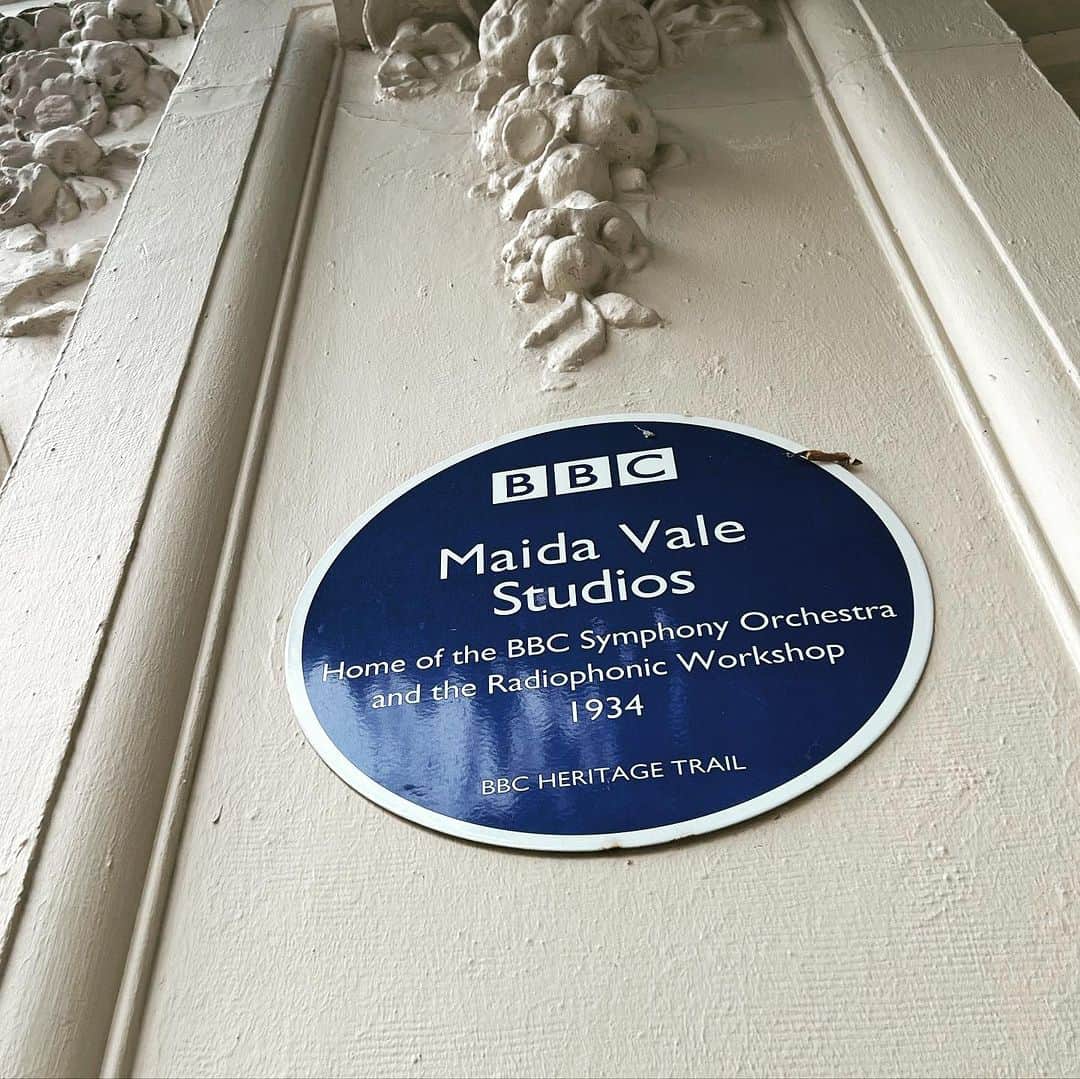 BBC
Maida Vale
Studios
Home of the BBC Symphony Orchestra
and the Radiophonic Workshop
1934
BBC HERITAGE TRAIL